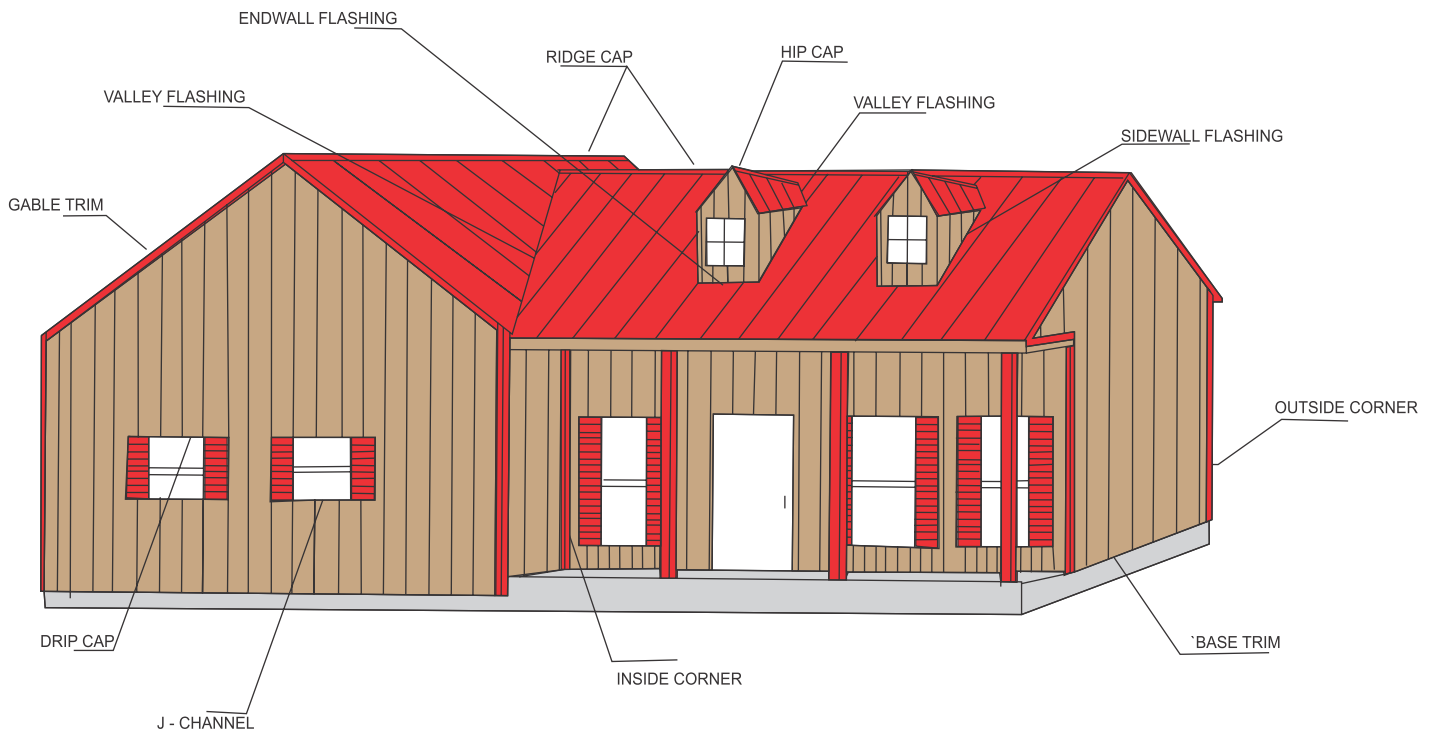 ENDWALL FLASHING
RIDGE CAP
HIP CAP
VALLEY FLASHING
VALLEY FLASHING
SIDEWALL FLASHING
GABLE TRIM
OUTSIDE CORNER
DRIP CAP
`BASE TRIM
INSIDE CORNER
J - CHANNEL